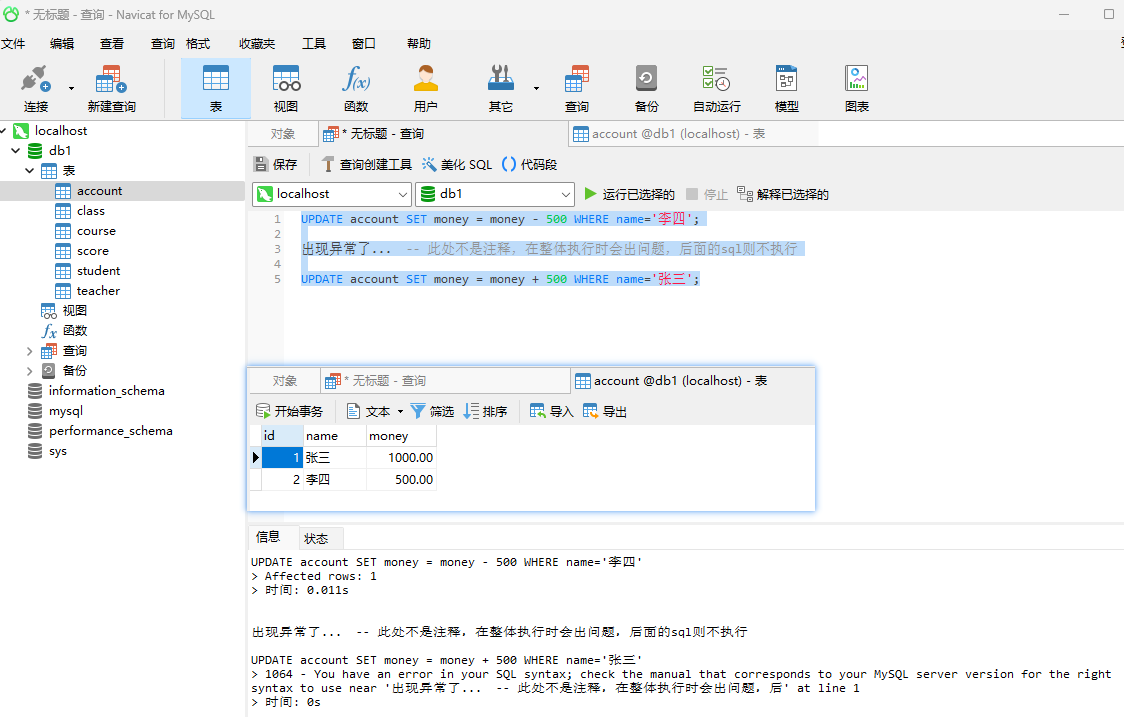 * 无标题 - 查询 - Navicat for MySQL
文件 编辑 查看 查询 格式 收藏夹 工具 窗口 帮助
连接 新建查询 表 视图 函数 用户 其它 查询 备份 自动运行 模型 图表
localhost
db1
表
account
class
course
score
student
teacher
视图
函数
查询
备份
information_schema
mysql
performance_schema
sys
对象 * 无标题 - 查询 account @db1 (localhost) - 表
保存 查询创建工具 美化 SQL 代码段
localhost db1 运行已选择的 停止 解释已选择的
1 UPDATE account SET money = money - 500 WHERE name='李四';
2
3 出现异常了... -- 此处不是注释，在整体执行时会出问题，后面的sql则不执行
4
5 UPDATE account SET money = money + 500 WHERE name='张三';
对象 * 无标题 - 查询 account @db1 (localhost) - 表
开始事务 文本 筛选 排序 导入 导出
id name money
1 张三 1000.00
2 李四 500.00
信息 状态
UPDATE account SET money = money - 500 WHERE name='李四'
> Affected rows: 1
> 时间: 0.011s
出现异常了... -- 此处不是注释，在整体执行时会出问题，后面的sql则不执行
UPDATE account SET money = money + 500 WHERE name='张三'
> 1064 - You have an error in your SQL syntax; check the manual that corresponds to your MySQL server version for the right
syntax to use near '出现异常了... -- 此处不是注释，在整体执行时会出问题，后' at line 1
> 时间: 0s